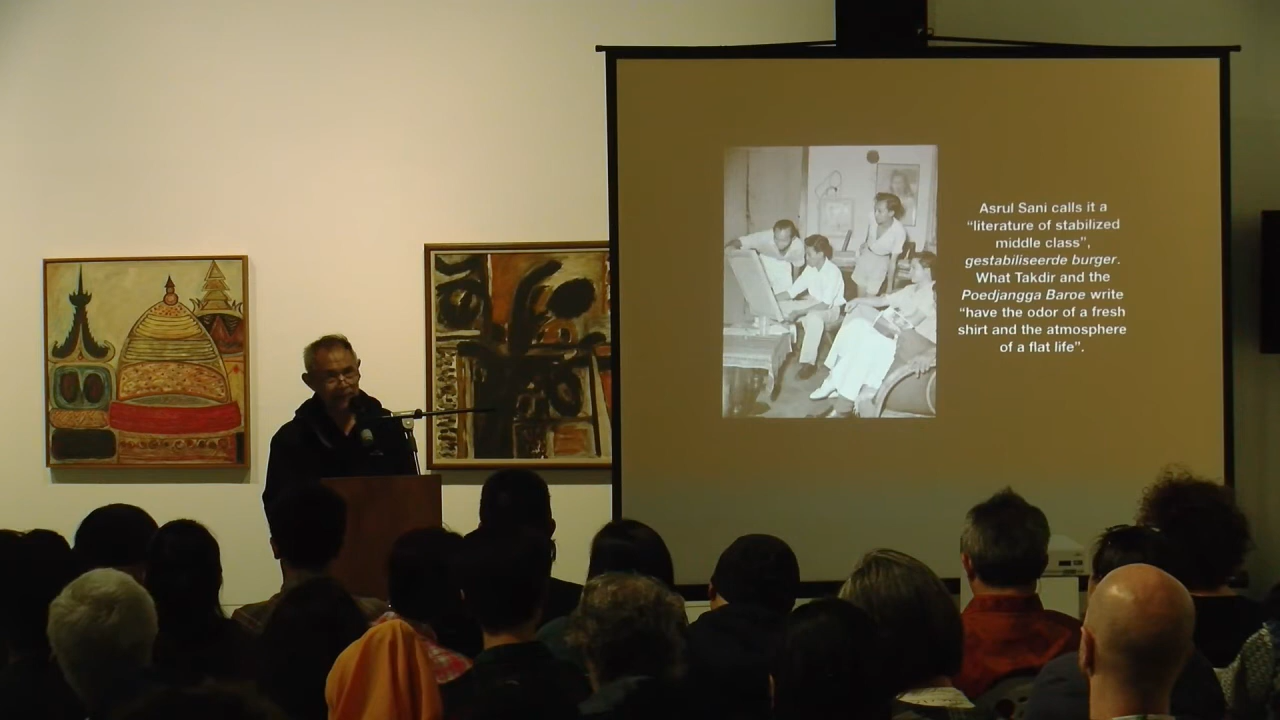 Asrul Sani calls it a
“literature of stabilized
middle class”,
gestabiliseerde burger.
What Takdir and the
Poedjangga Baroe write
“have the odor of a fresh
shirt and the atmosphere
of a flat life”.